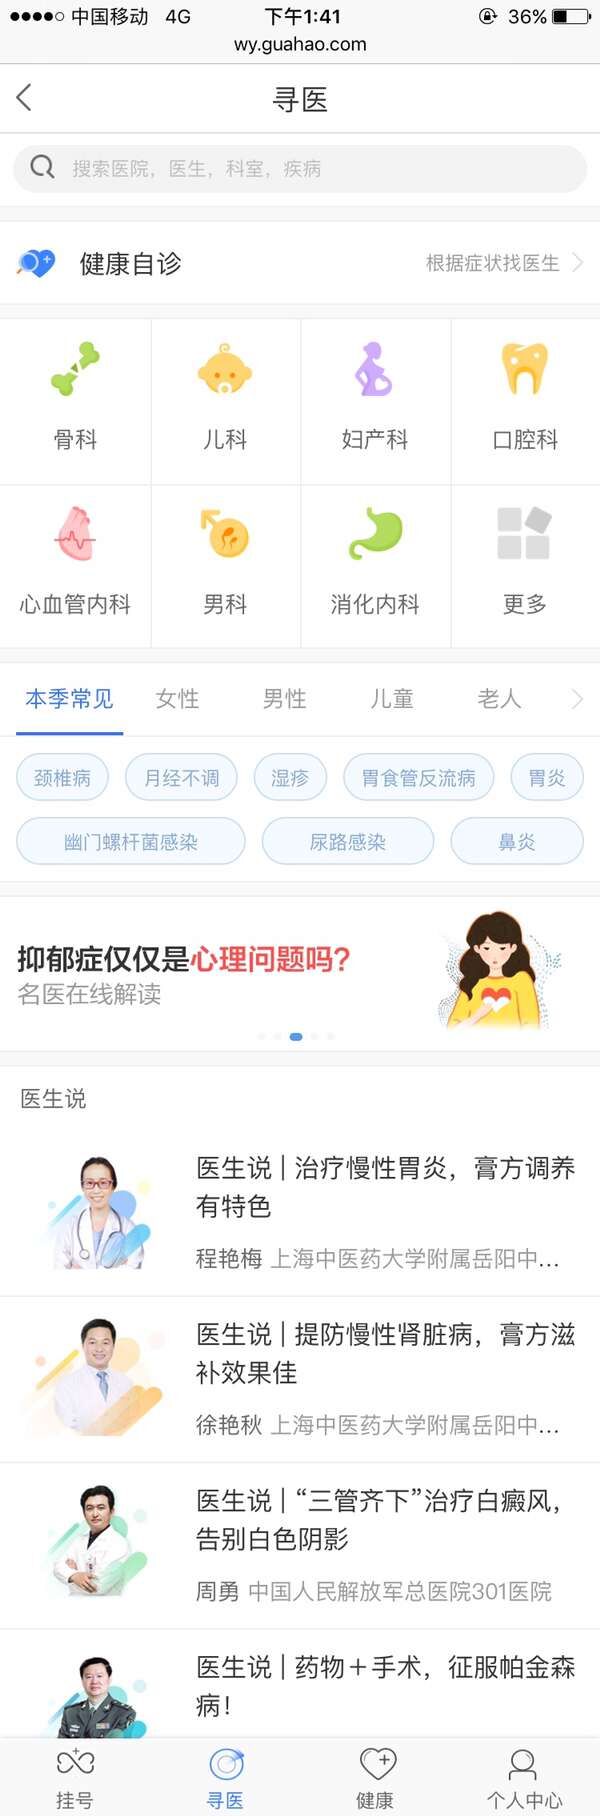 中国移动 4G 下午1:41 36%
wy.guahao.com
寻医
搜索医院，医生，科室，疾病
健康自诊 根据症状找医生
骨科 儿科 妇产科 口腔科
心血管内科 男科 消化内科 更多
本季常见 女性 男性 儿童 老人
颈椎病 月经不调 湿疹 胃食管反流病 胃炎
幽门螺杆菌感染 尿路感染 鼻炎
抑郁症仅仅是心理问题吗？
名医在线解读
医生说
医生说 | 治疗慢性胃炎，膏方调养
有特色
程艳梅 上海中医药大学附属岳阳中...
医生说 | 提防慢性肾脏病，膏方滋
补效果佳
徐艳秋 上海中医药大学附属岳阳中...
医生说 | “三管齐下”治疗白癜风，
告别白色阴影
周勇 中国人民解放军总医院301医院
医生说 | 药物＋手术，征服帕金森
病！
挂号 寻医 健康 个人中心